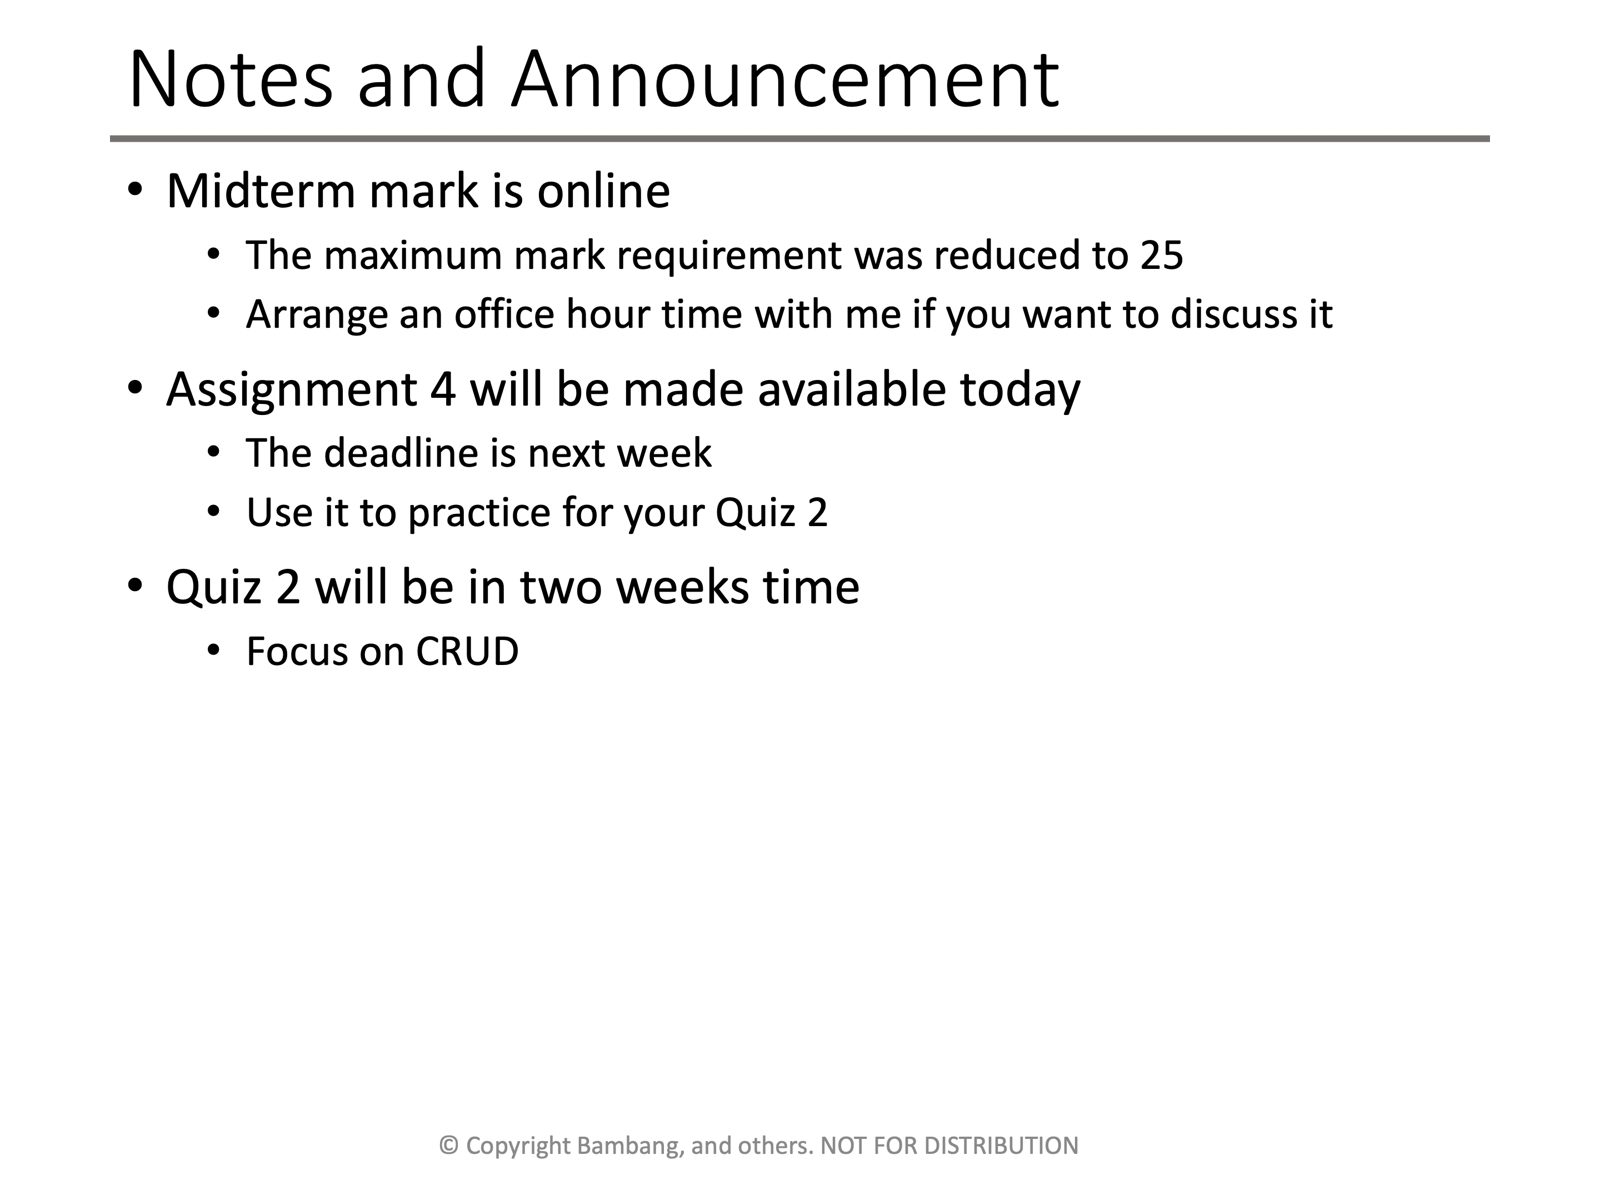 Notes and Announcement
• Midterm mark is online
• The maximum mark requirement was reduced to 25
• Arrange an office hour time with me if you want to discuss it
• Assignment 4 will be made available today
• The deadline is next week
• Use it to practice for your Quiz 2
• Quiz 2 will be in two weeks time
• Focus on CRUD
© Copyright Bambang, and others. NOT FOR DISTRIBUTION